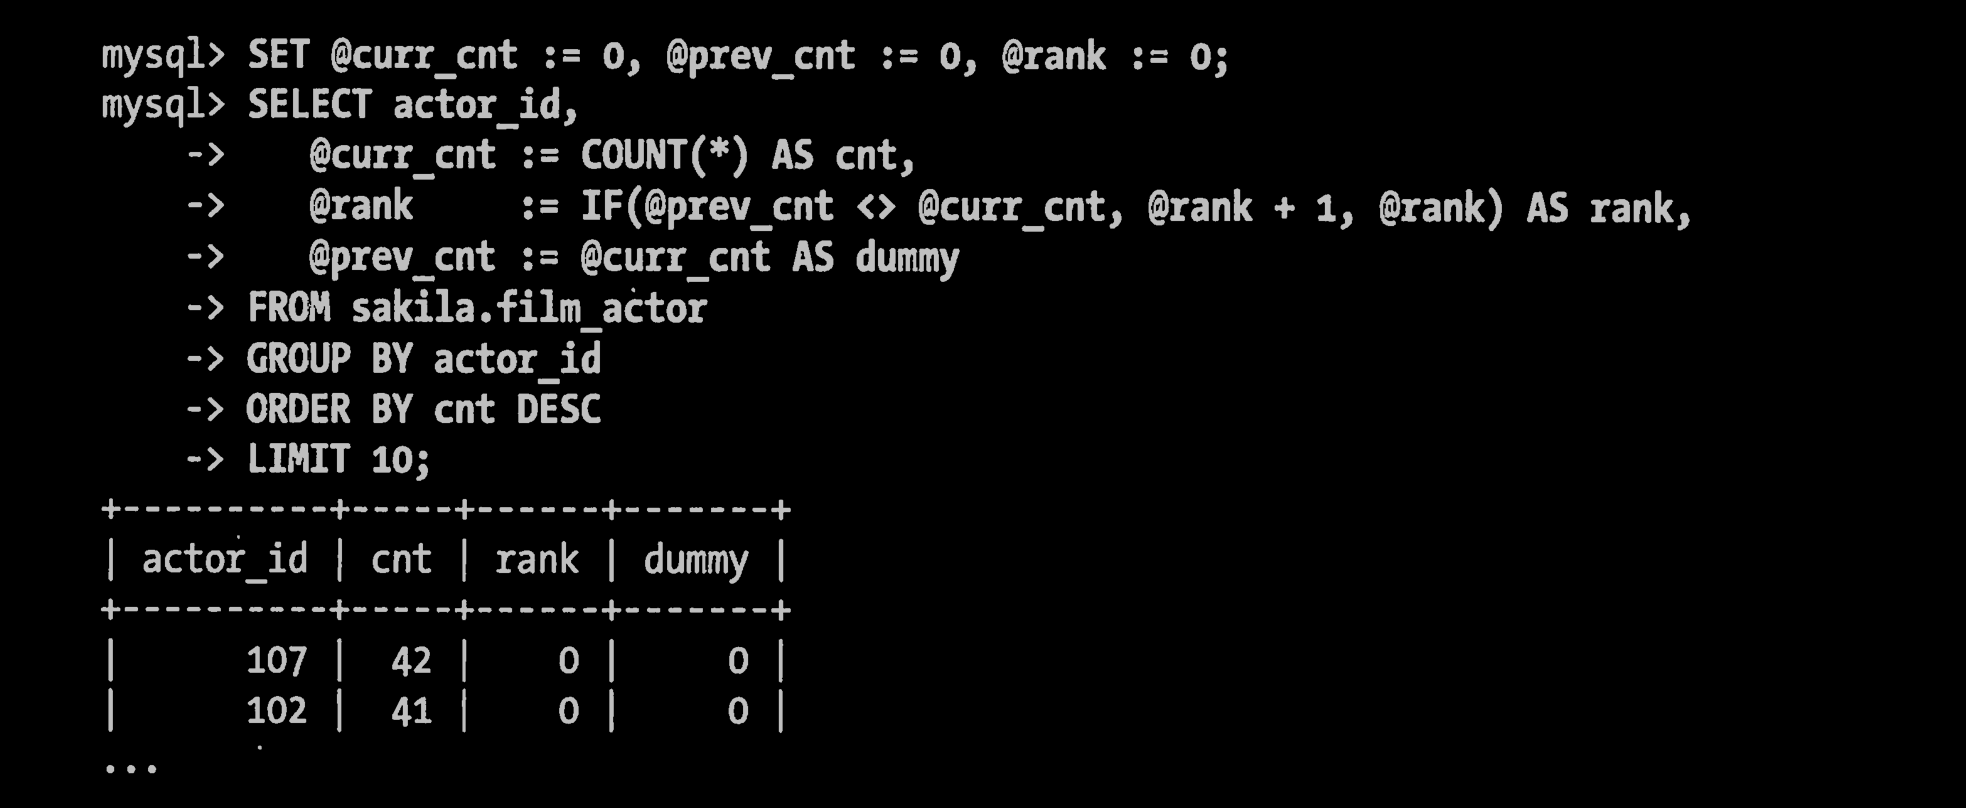 mysql> SET @curr_cnt := 0, @prev_cnt := 0, @rank := 0;
mysql> SELECT actor_id,
    ->    @curr_cnt := COUNT(*) AS cnt,
    ->    @rank     := IF(@prev_cnt <> @curr_cnt, @rank + 1, @rank) AS rank,
    ->    @prev_cnt := @curr_cnt AS dummy
    -> FROM sakila.film_actor
    -> GROUP BY actor_id
    -> ORDER BY cnt DESC
    -> LIMIT 10;
+----------+-----+------+-------+
| actor_id | cnt | rank | dummy |
+----------+-----+------+-------+
|      107 |  42 |    0 |     0 |
|      102 |  41 |    0 |     0 |
...